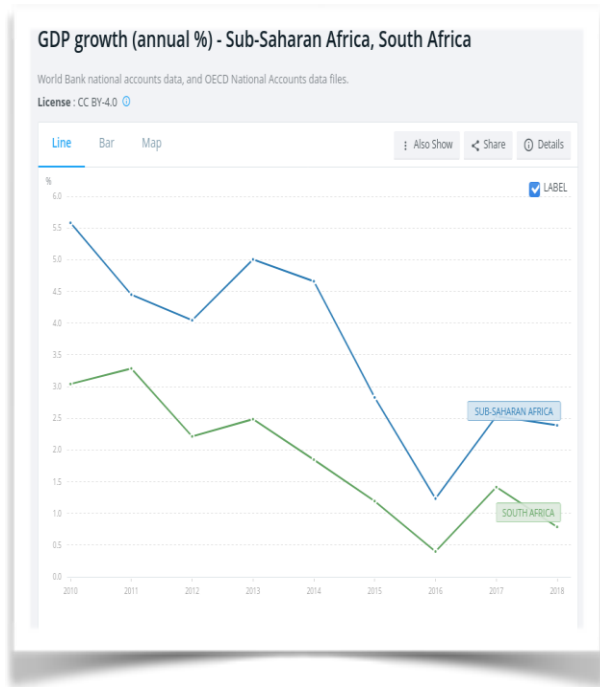 GDP growth (annual %) - Sub-Saharan Africa, South Africa
World Bank national accounts data, and OECD National Accounts data files.
License : CC BY-4.0
Line Bar Map Also Show Share Details
%
LABEL
6.0
5.5
5.0
4.5
4.0
3.5
3.0
2.5
SUB-SAHARAN AFRICA
2.0
1.5
1.0
SOUTH AFRICA
0.5
0.0
2010 2011 2012 2013 2014 2015 2016 2017 2018